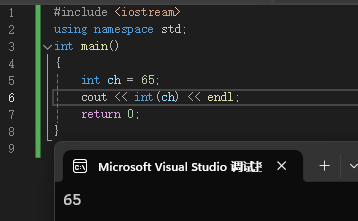 1 #include <iostream>
2 using namespace std;
3 int main()
4 {
5 int ch = 65;
6 cout << int(ch) << endl;
7 return 0;
8 }
9
Microsoft Visual Studio 调试控
65